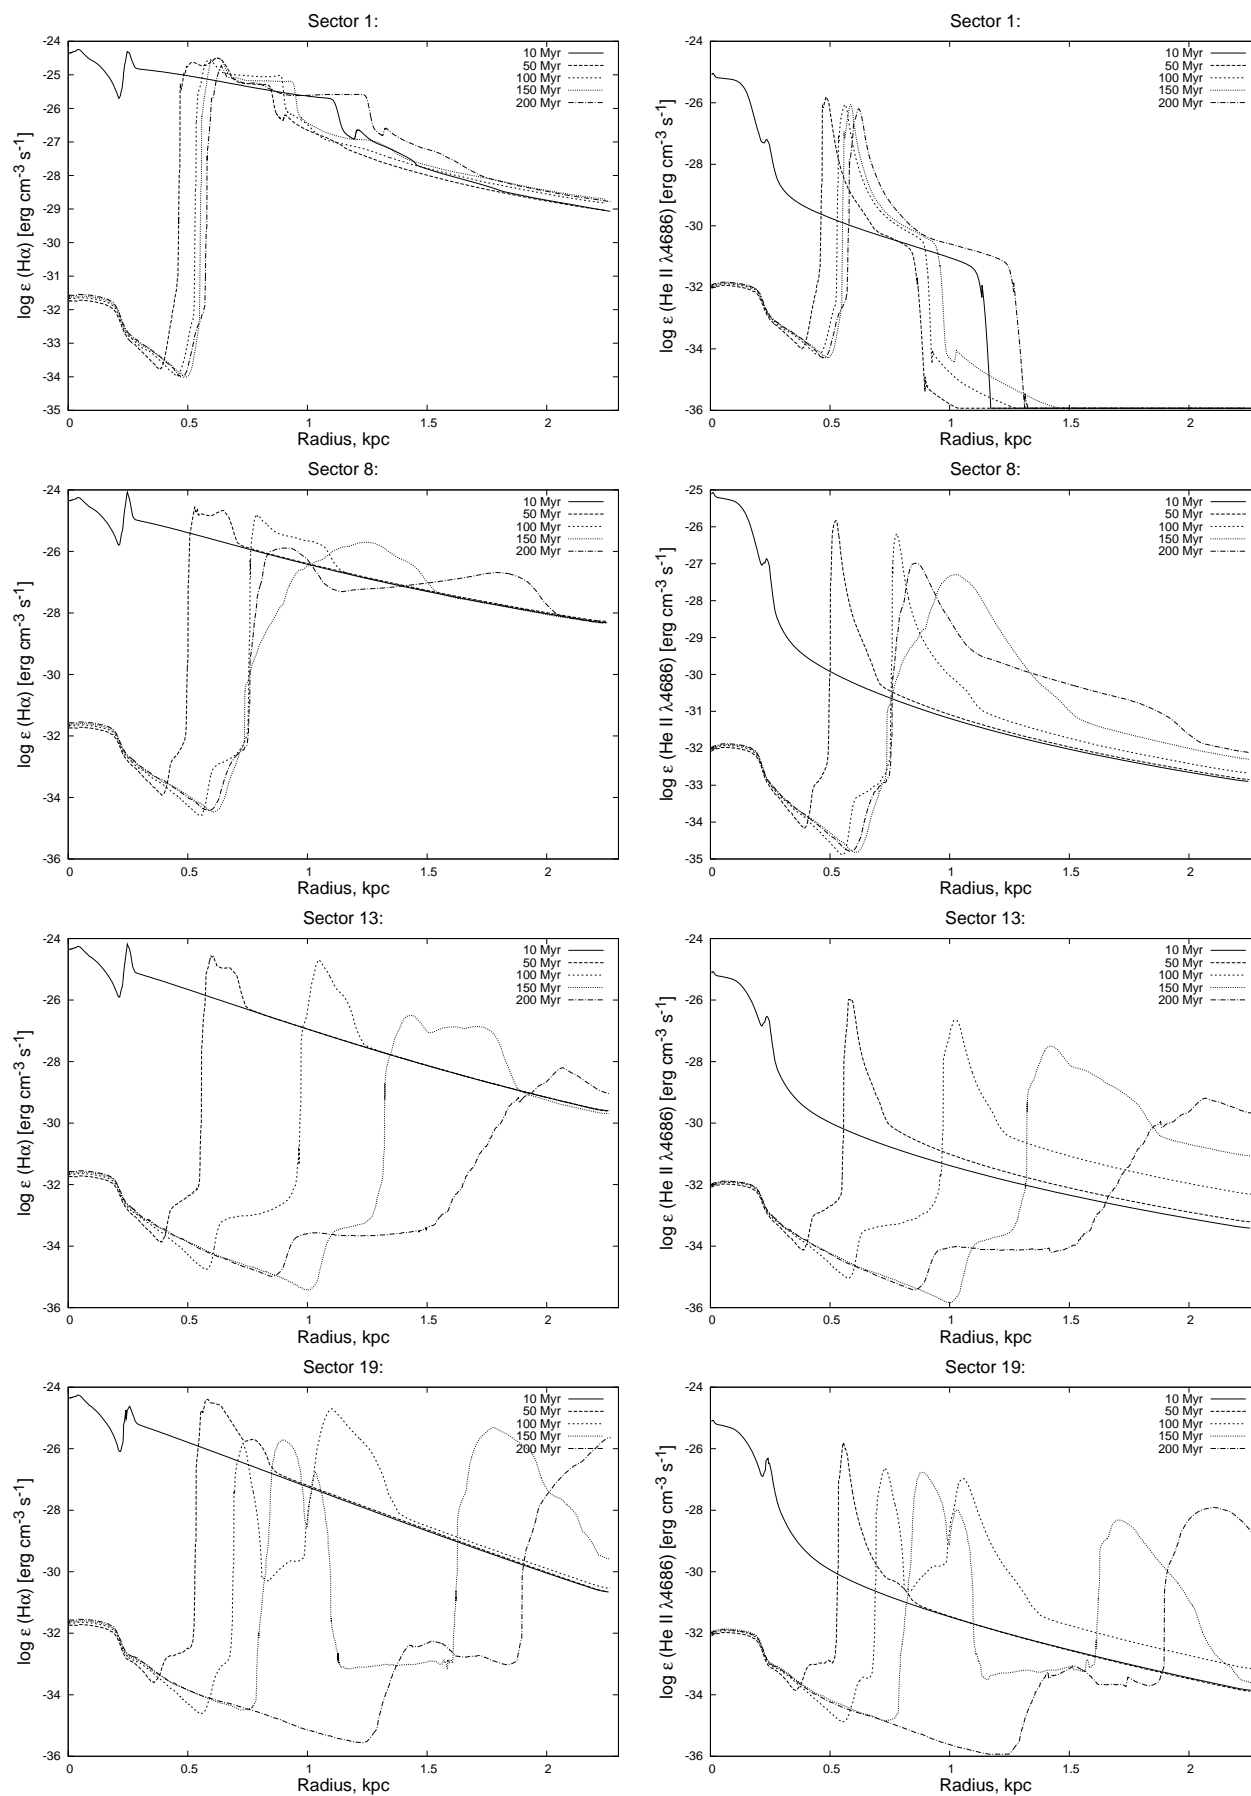 Sector 1:
-24
-25
-26
-27
-28
-29
-30
-31
-32
-33
-34
-35
0
0.5
1
1.5
2
log ε (Hα) [erg cm-3 s-1]
Radius, kpc
10 Myr
50 Myr
100 Myr
150 Myr
200 Myr
Sector 1:
-24
-26
-28
-30
-32
-34
-36
0
0.5
1
1.5
2
log ε (He II λ4686) [erg cm-3 s-1]
Radius, kpc
10 Myr
50 Myr
100 Myr
150 Myr
200 Myr
Sector 8:
-24
-26
-28
-30
-32
-34
-36
0
0.5
1
1.5
2
log ε (Hα) [erg cm-3 s-1]
Radius, kpc
10 Myr
50 Myr
100 Myr
150 Myr
200 Myr
Sector 8:
-25
-26
-27
-28
-29
-30
-31
-32
-33
-34
-35
0
0.5
1
1.5
2
log ε (He II λ4686) [erg cm-3 s-1]
Radius, kpc
10 Myr
50 Myr
100 Myr
150 Myr
200 Myr
Sector 13:
-24
-26
-28
-30
-32
-34
-36
0
0.5
1
1.5
2
log ε (Hα) [erg cm-3 s-1]
Radius, kpc
10 Myr
50 Myr
100 Myr
150 Myr
200 Myr
Sector 13:
-24
-26
-28
-30
-32
-34
-36
0
0.5
1
1.5
2
log ε (He II λ4686) [erg cm-3 s-1]
Radius, kpc
10 Myr
50 Myr
100 Myr
150 Myr
200 Myr
Sector 19:
-24
-26
-28
-30
-32
-34
-36
0
0.5
1
1.5
2
log ε (Hα) [erg cm-3 s-1]
Radius, kpc
10 Myr
50 Myr
100 Myr
150 Myr
200 Myr
Sector 19:
-24
-26
-28
-30
-32
-34
-36
0
0.5
1
1.5
2
log ε (He II λ4686) [erg cm-3 s-1]
Radius, kpc
10 Myr
50 Myr
100 Myr
150 Myr
200 Myr